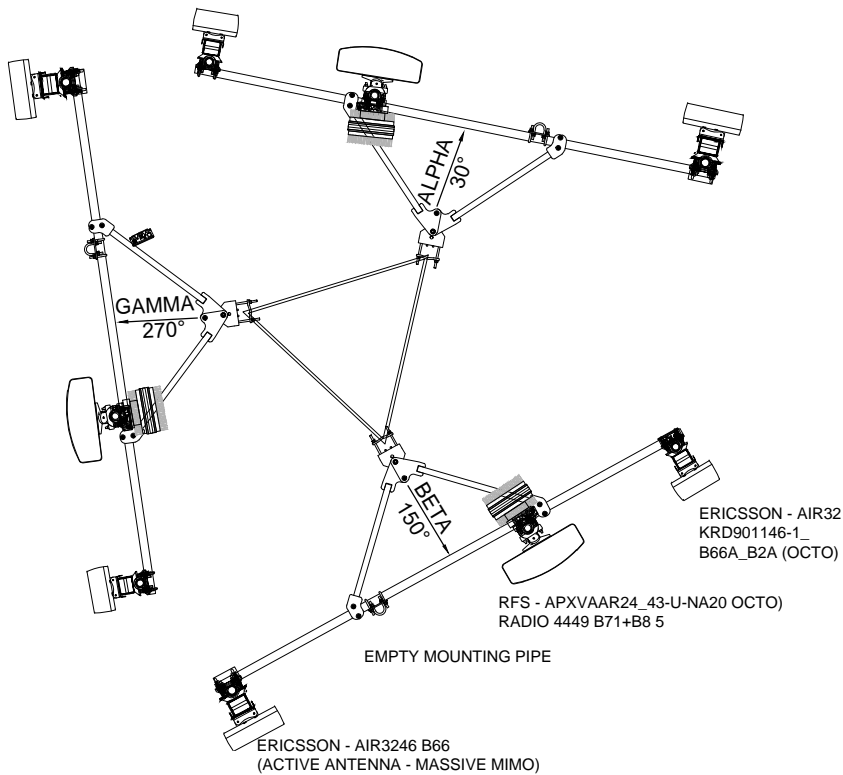 ALPHA
30°
GAMMA
270°
BETA
150°
ERICSSON - AIR32
KRD901146-1_
B66A_B2A (OCTO)
RFS - APXVAAR24_43-U-NA20 OCTO)
RADIO 4449 B71+B8 5
EMPTY MOUNTING PIPE
ERICSSON - AIR3246 B66
(ACTIVE ANTENNA - MASSIVE MIMO)